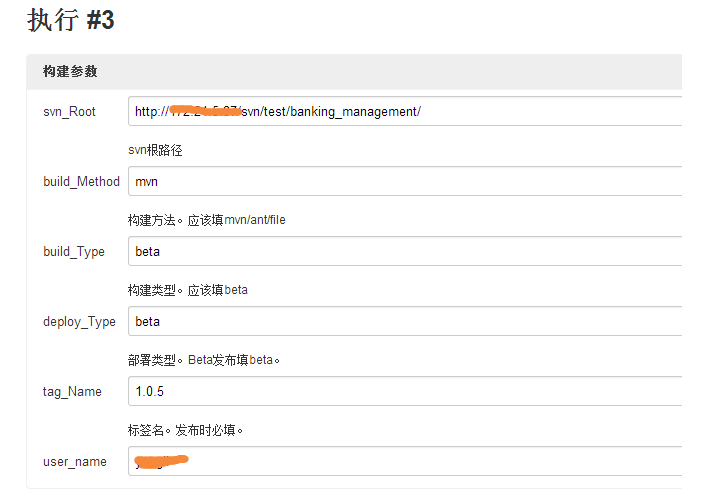 执行 #3
构建参数
svn_Root
http:///svn/test/banking_management/
svn根路径
build_Method
mvn
构建方法。应该填mvn/ant/file
build_Type
beta
构建类型。应该填beta
deploy_Type
beta
部署类型。Beta发布填beta。
tag_Name
1.0.5
标签名。发布时必填。
user_name